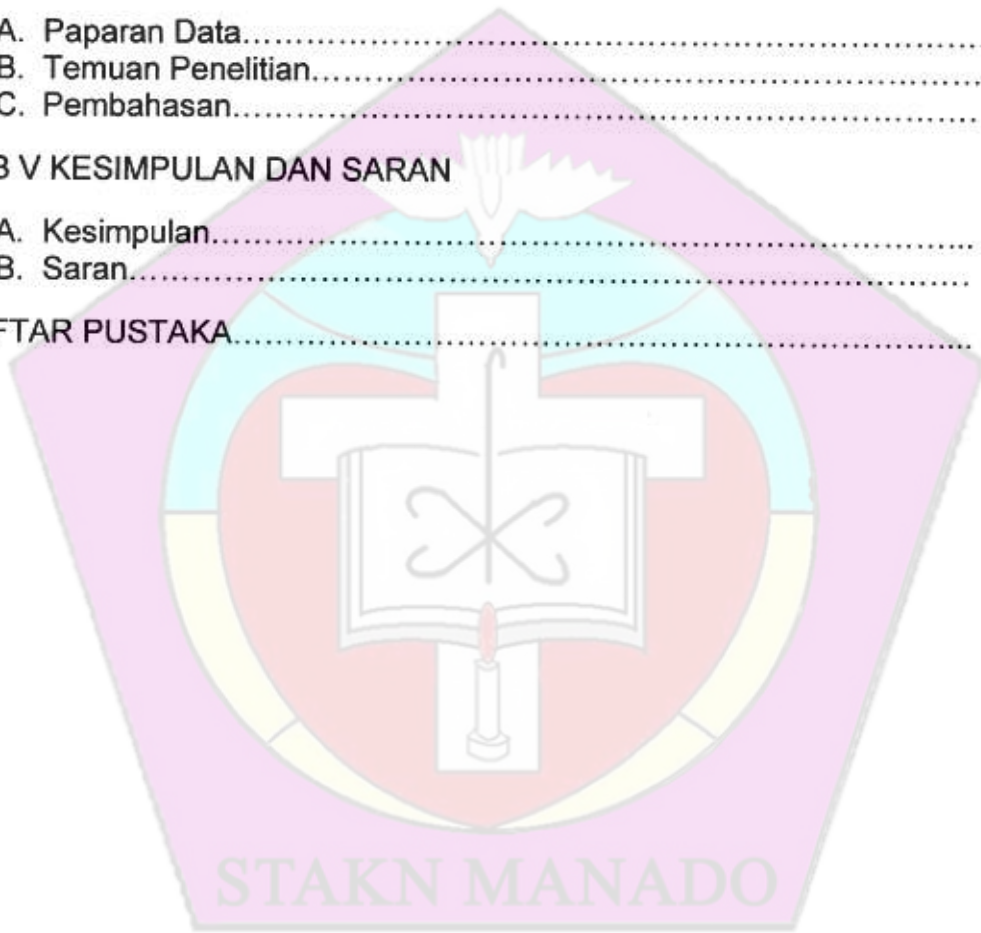 A. Paparan Data……………………………………………………………
B. Temuan Penelitian……………………………………………………
C. Pembahasan……………………………………………………………
B V KESIMPULAN DAN SARAN
A. Kesimpulan………………………………………………………………
B. Saran………………………………………………………………………
FTAR PUSTAKA……………………………………………………………
STAKN MANADO